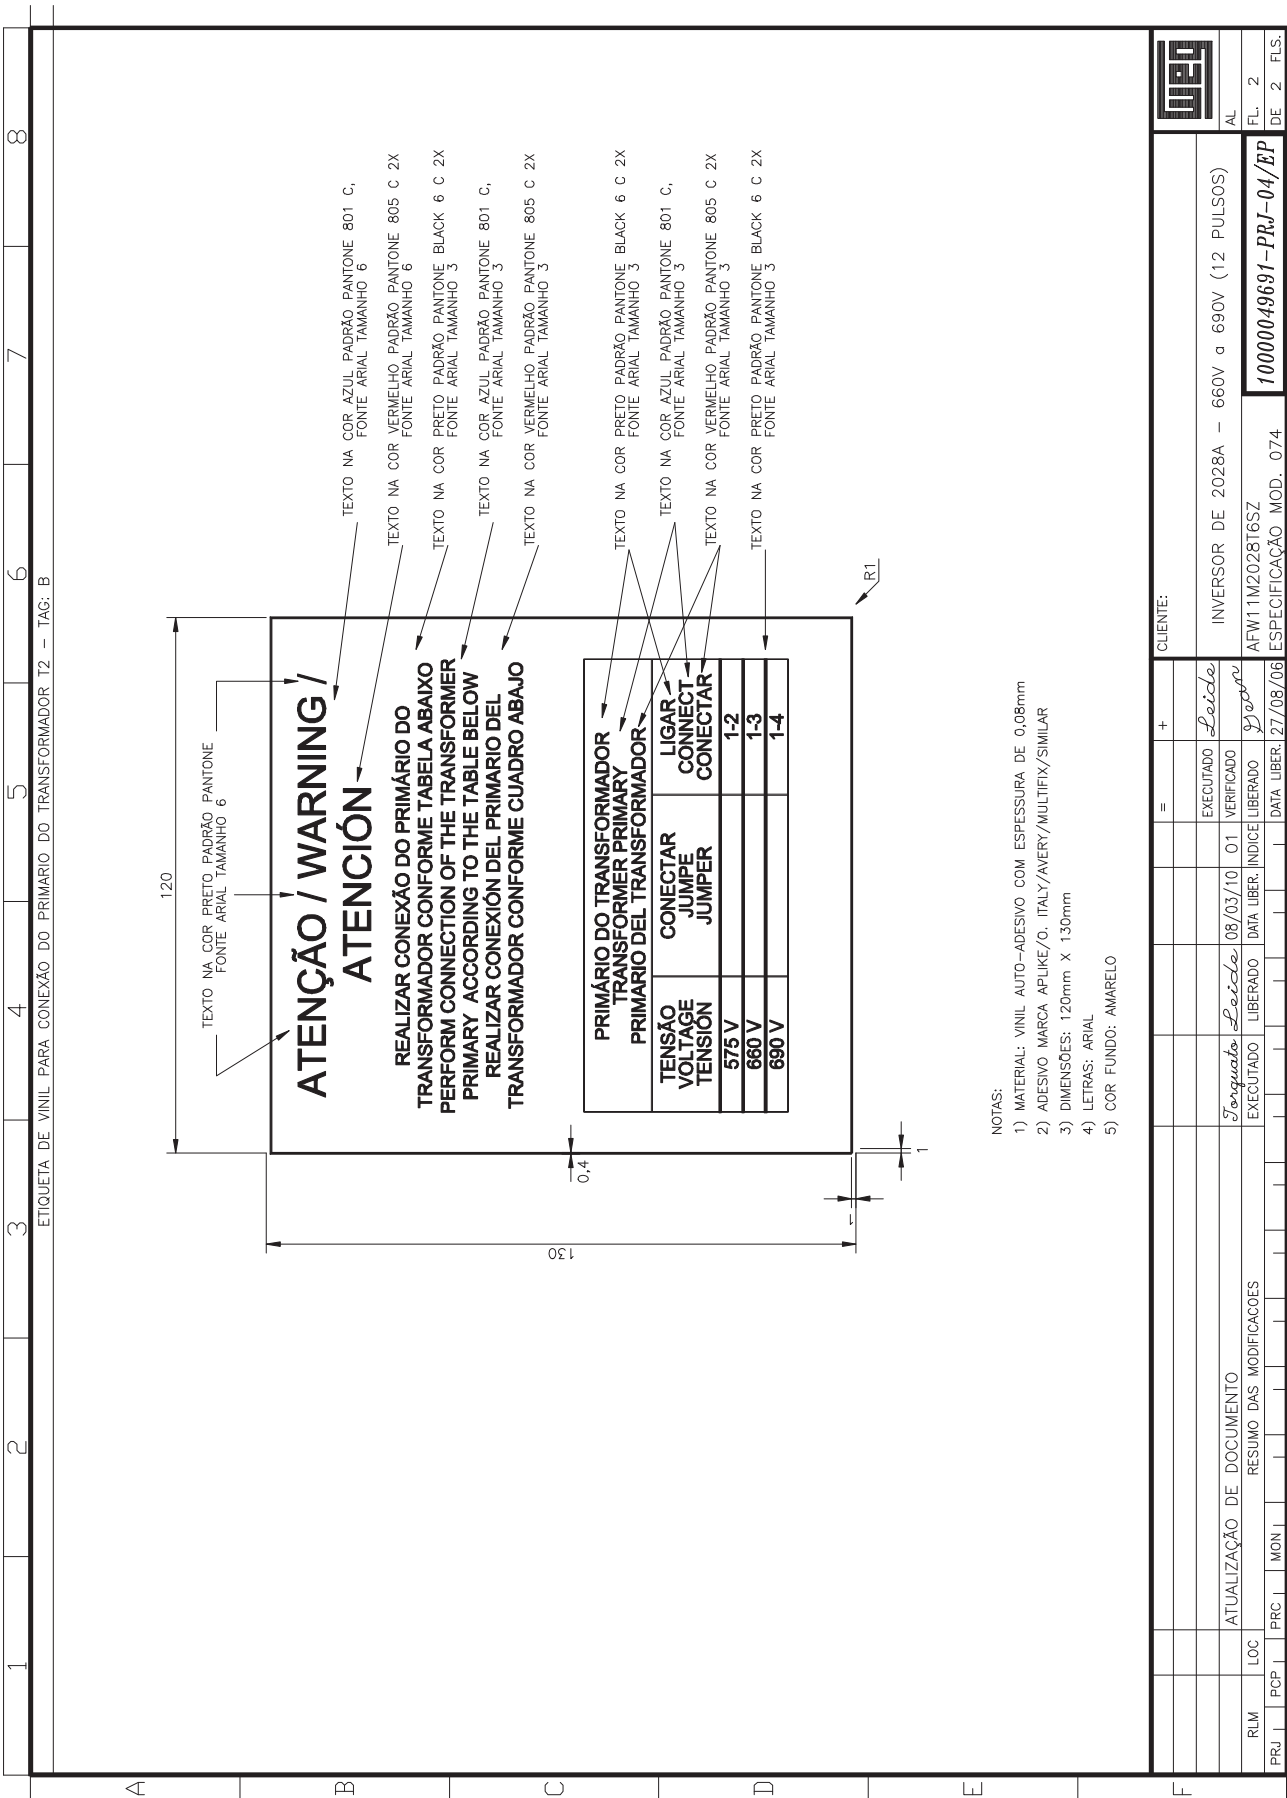 1 2 3 4 5 6 7 8
A
B
C
D
E
F
ETIQUETA DE VINIL PARA CONEXÃO DO PRIMARIO DO TRANSFORMADOR T2 - TAG: B
120
TEXTO NA COR PRETO PADRÃO PANTONE
FONTE ARIAL TAMANHO 6
ATENÇÃO / WARNING /
ATENCIÓN
REALIZAR CONEXÃO DO PRIMÁRIO DO
TRANSFORMADOR CONFORME TABELA ABAIXO
PERFORM CONNECTION OF THE TRANSFORMER
PRIMARY ACCORDING TO THE TABLE BELOW
REALIZAR CONEXIÓN DEL PRIMARIO DEL
TRANSFORMADOR CONFORME CUADRO ABAJO
PRIMÁRIO DO TRANSFORMADOR
TRANSFORMER PRIMARY
PRIMARIO DEL TRANSFORMADOR
TENSÃO CONECTAR LIGAR
VOLTAGE JUMPE CONNECT
TENSIÓN JUMPER CONECTAR
575 V 1-2
660 V 1-3
690 V 1-4
TEXTO NA COR AZUL PADRÃO PANTONE 801 C,
FONTE ARIAL TAMANHO 6
TEXTO NA COR VERMELHO PADRÃO PANTONE 805 C 2X
FONTE ARIAL TAMANHO 6
TEXTO NA COR PRETO PADRÃO PANTONE BLACK 6 C 2X
FONTE ARIAL TAMANHO 3
TEXTO NA COR AZUL PADRÃO PANTONE 801 C,
FONTE ARIAL TAMANHO 3
TEXTO NA COR VERMELHO PADRÃO PANTONE 805 C 2X
FONTE ARIAL TAMANHO 3
TEXTO NA COR PRETO PADRÃO PANTONE BLACK 6 C 2X
FONTE ARIAL TAMANHO 3
TEXTO NA COR AZUL PADRÃO PANTONE 801 C,
FONTE ARIAL TAMANHO 3
TEXTO NA COR VERMELHO PADRÃO PANTONE 805 C 2X
FONTE ARIAL TAMANHO 3
TEXTO NA COR PRETO PADRÃO PANTONE BLACK 6 C 2X
FONTE ARIAL TAMANHO 3
130
0,4
1
1
R1
NOTAS:
1) MATERIAL: VINIL AUTO-ADESIVO COM ESPESSURA DE 0,08mm
2) ADESIVO MARCA APLIKE/O. ITALY/AVERY/MULTIFIX/SIMILAR
3) DIMENSÕES: 120mm X 130mm
4) LETRAS: ARIAL
5) COR FUNDO: AMARELO
= +
CLIENTE:
weg
EXECUTADO Leide
INVERSOR DE 2028A - 660V a 690V (12 PULSOS)
ATUALIZAÇÃO DE DOCUMENTO Torquato Leide 08/03/10 01 VERIFICADO
AL
RLM LOC RESUMO DAS MODIFICACOES EXECUTADO LIBERADO DATA LIBER. INDICE LIBERADO Jean
AFW11M2028T6SZ
1000049691-PRJ-04/EP
FL. 2
PRJ PCP PRC MON DATA LIBER. 27/08/06 ESPECIFICAÇÃO MOD. 074
DE 2 FLS.